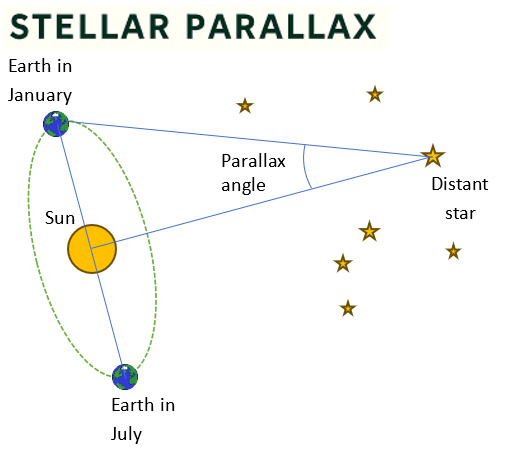 STELLAR PARALLAX
Earth in
January
Parallax
angle
Distant
star
Sun
Earth in
July